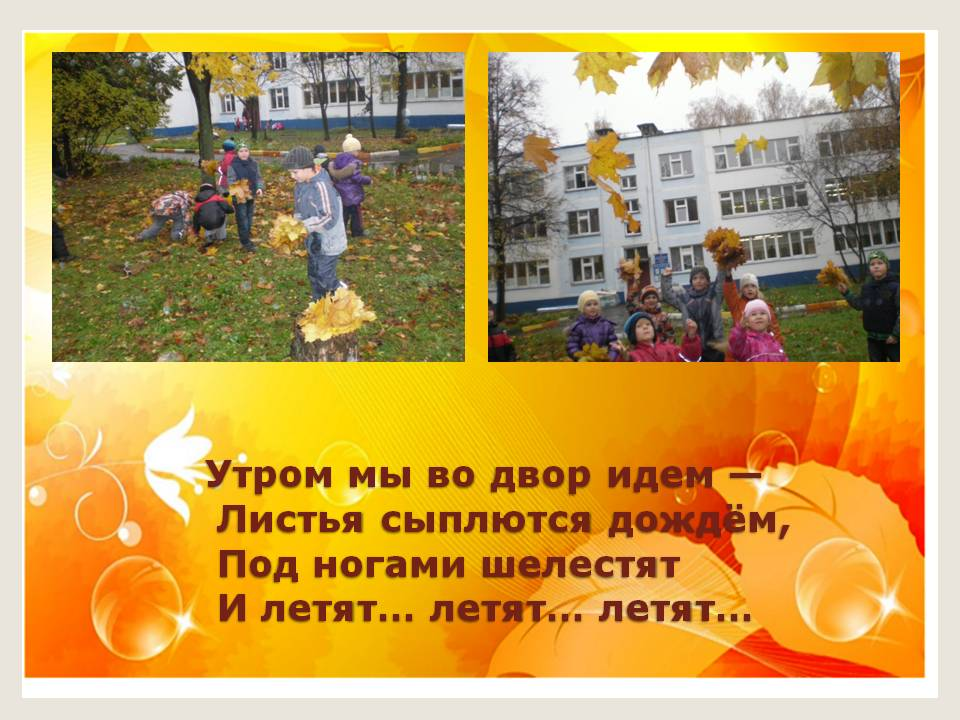 Утром мы во двор идем —
Листья сыплются дождём,
Под ногами шелестят
И летят… летят… летят…